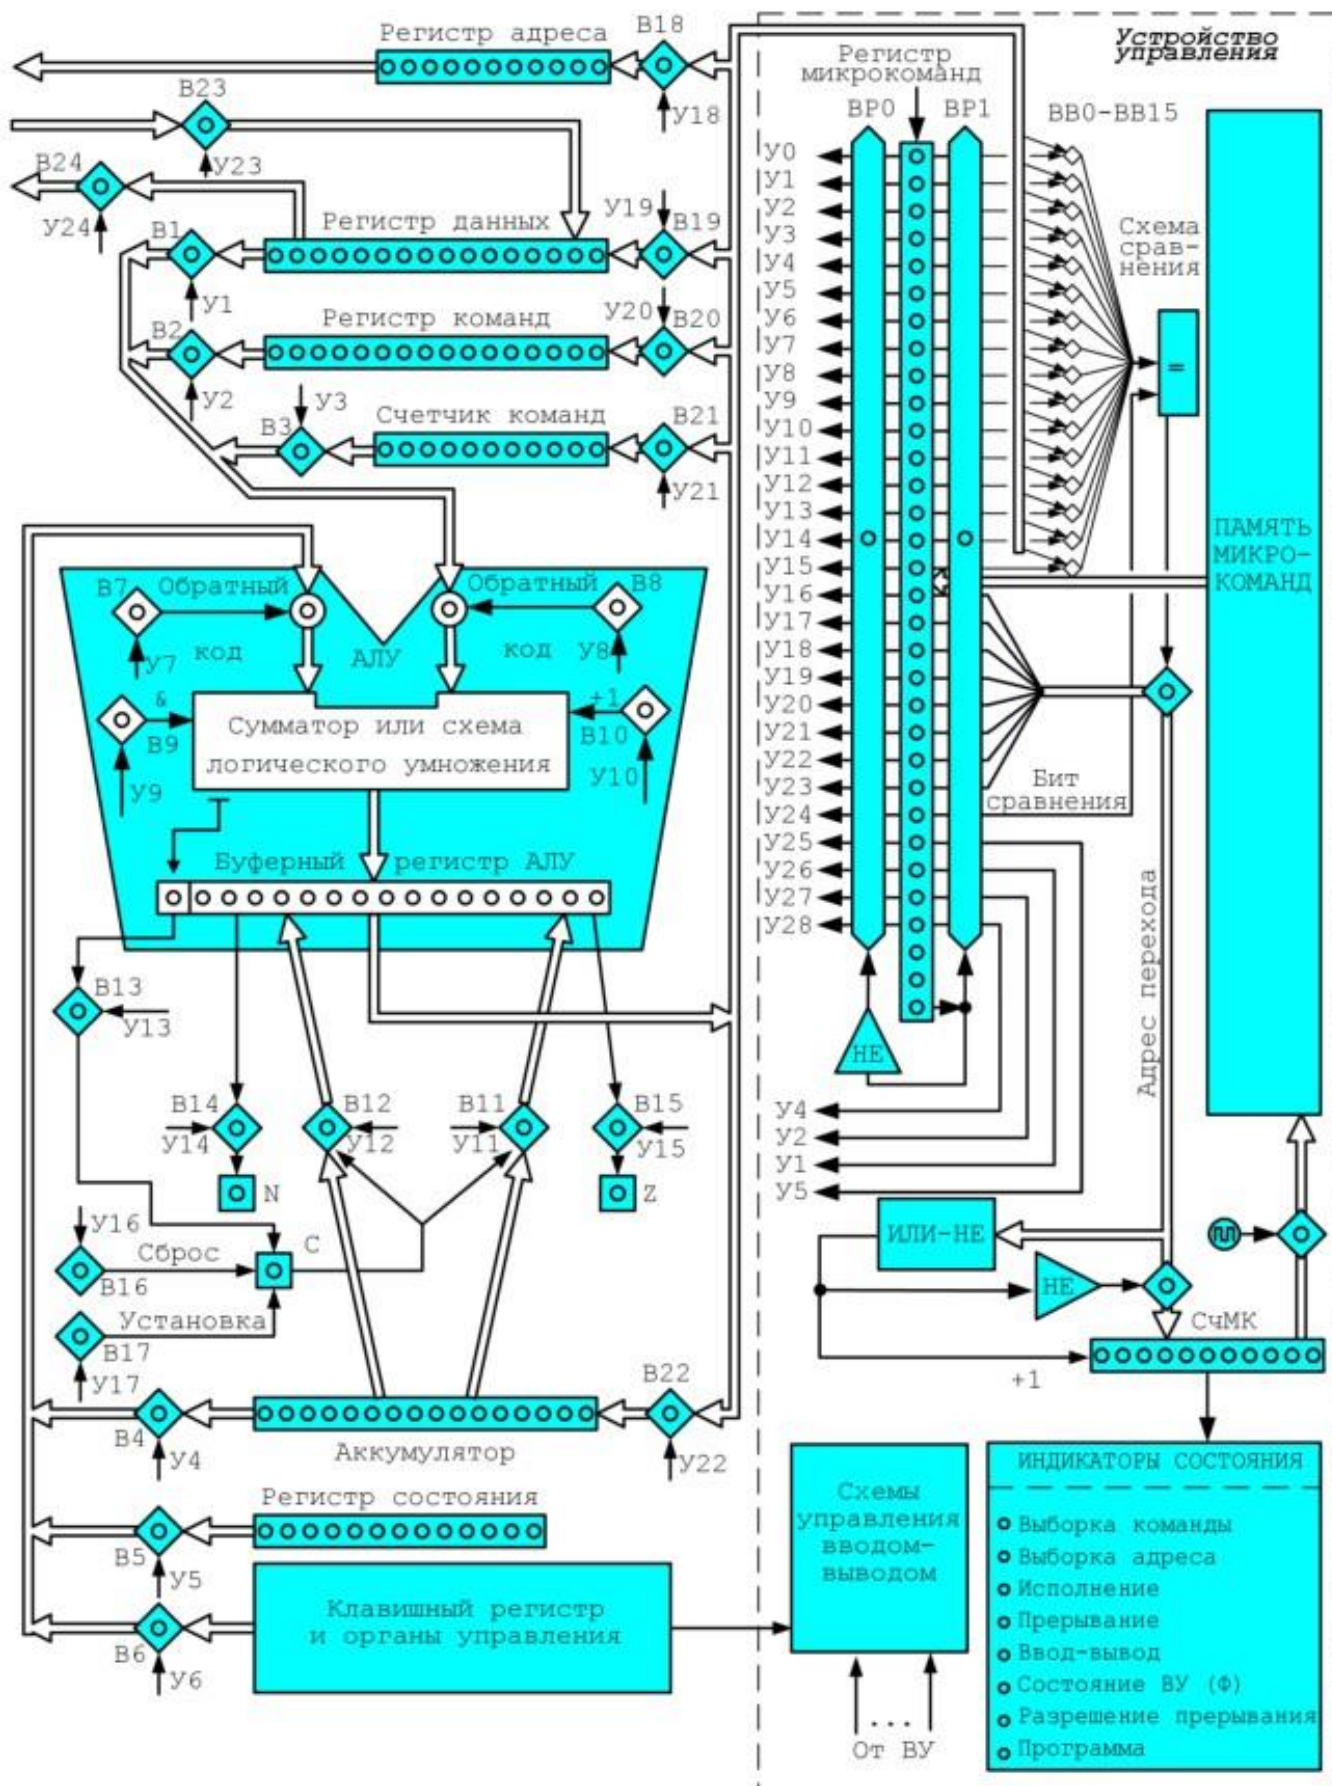 Регистр адреса
В18
У18
В23
У23
В24
У24
Регистр данных
У19
В19
В1
У1
Регистр команд
У20
В20
В2
У2
У3
Счетчик команд
В3
В21
У21
В7
Обратный
Обратный
В8
код
АЛУ
код
У7
У8
&
+1
В9
В10
Сумматор или схема
логического умножения
У9
У10
Буферный регистр АЛУ
В13
У13
В14
У14
В12
У12
В11
У11
В15
У15
N
Z
У16
Сброс
С
В16
Установка
В17
У17
В22
У22
В4
У4
Аккумулятор
Регистр состояния
В5
У5
Клавишный регистр
и органы управления
В6
У6
Устройство
управления
Регистр
микрокоманд
ВР0
ВР1
ВВ0-ВВ15
У0
У1
У2
У3
У4
У5
У6
У7
У8
У9
У10
У11
У12
У13
У14
У15
У16
У17
У18
У19
У20
У21
У22
У23
У24
У25
У26
У27
У28
Схема
срав-
нения
=
ПАМЯТЬ
МИКРО-
КОМАНД
Бит
сравнения
Адрес перехода
НЕ
У4
У2
У1
У5
ИЛИ-НЕ
НЕ
СчМК
+1
Схемы
управления
вводом-
выводом
...
От ВУ
ИНДИКАТОРЫ СОСТОЯНИЯ
Выборка команды
Выборка адреса
Исполнение
Прерывание
Ввод-вывод
Состояние ВУ (Ф)
Разрешение прерывания
Программа